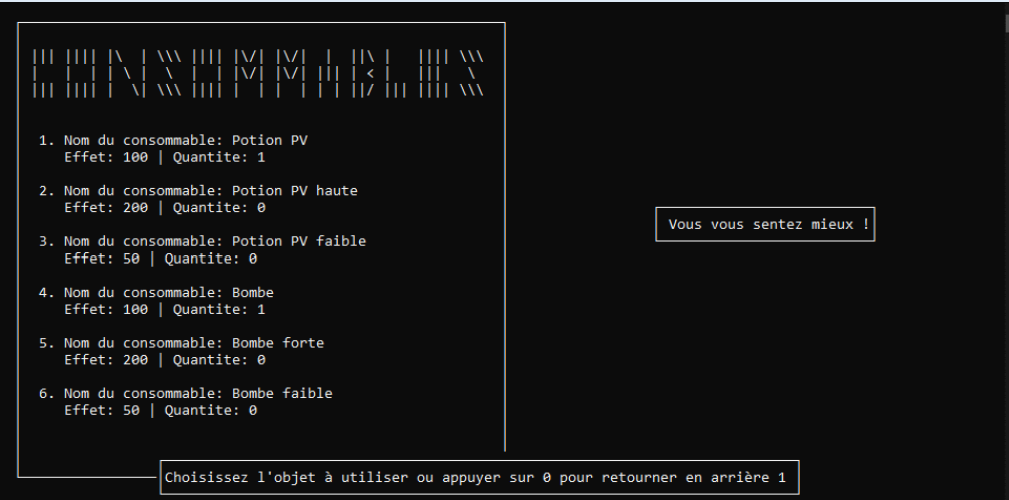 CONSOMMABLES
1. Nom du consommable: Potion PV
Effet: 100 | Quantite: 1
2. Nom du consommable: Potion PV haute
Effet: 200 | Quantite: 0
3. Nom du consommable: Potion PV faible
Effet: 50 | Quantite: 0
4. Nom du consommable: Bombe
Effet: 100 | Quantite: 1
5. Nom du consommable: Bombe forte
Effet: 200 | Quantite: 0
6. Nom du consommable: Bombe faible
Effet: 50 | Quantite: 0
Vous vous sentez mieux !
Choisissez l'objet à utiliser ou appuyer sur 0 pour retourner en arrière 1